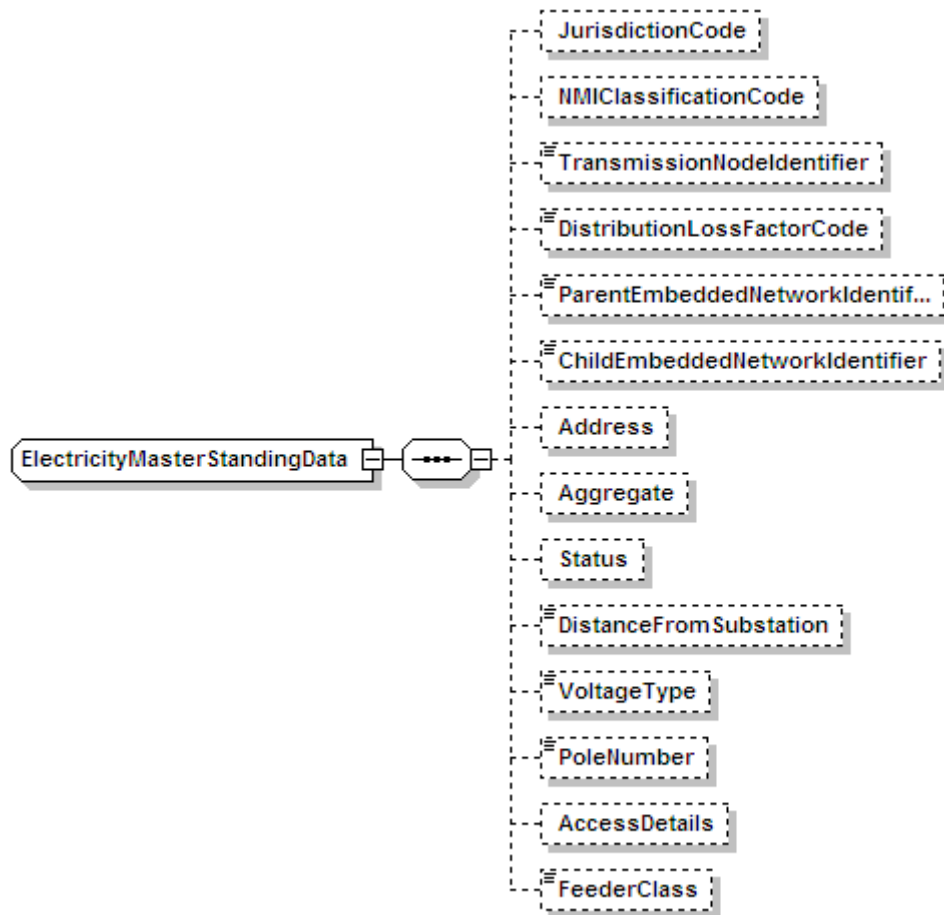 JurisdictionCode
NMIClassificationCode
TransmissionNodeIdentifier
DistributionLossFactorCode
ParentEmbeddedNetworkIdentif...
ChildEmbeddedNetworkIdentifier
Address
ElectricityMasterStandingData
Aggregate
Status
DistanceFromSubstation
VoltageType
PoleNumber
AccessDetails
FeederClass